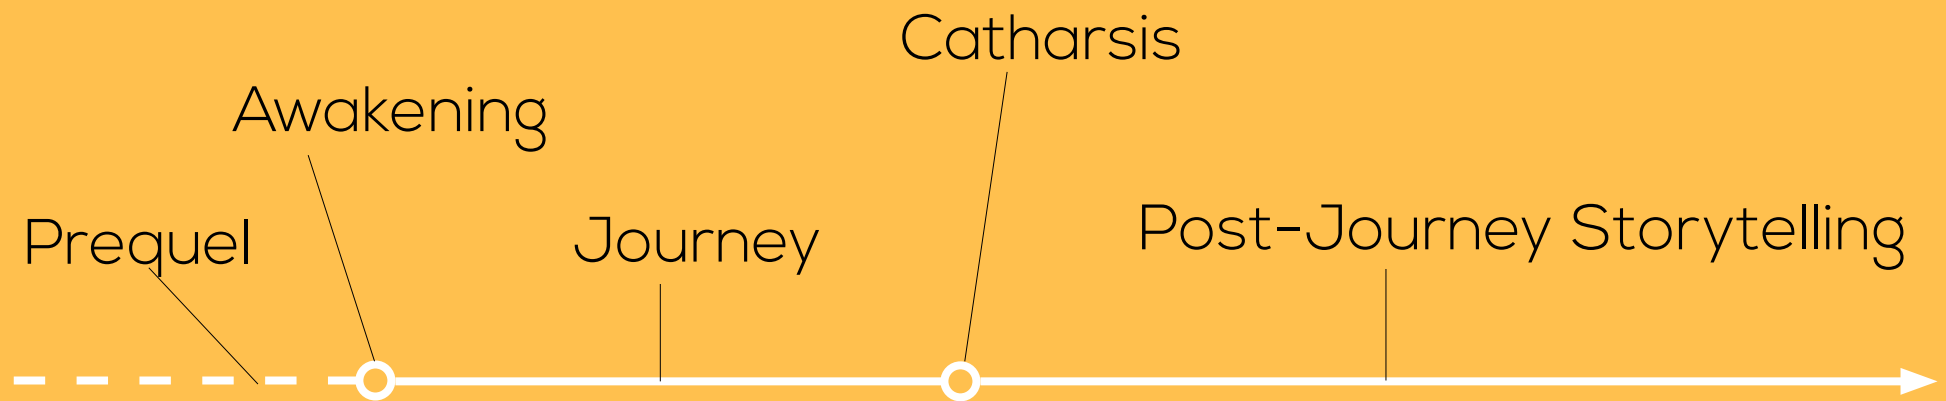 Prequel
Awakening
Journey
Catharsis
Post-Journey Storytelling